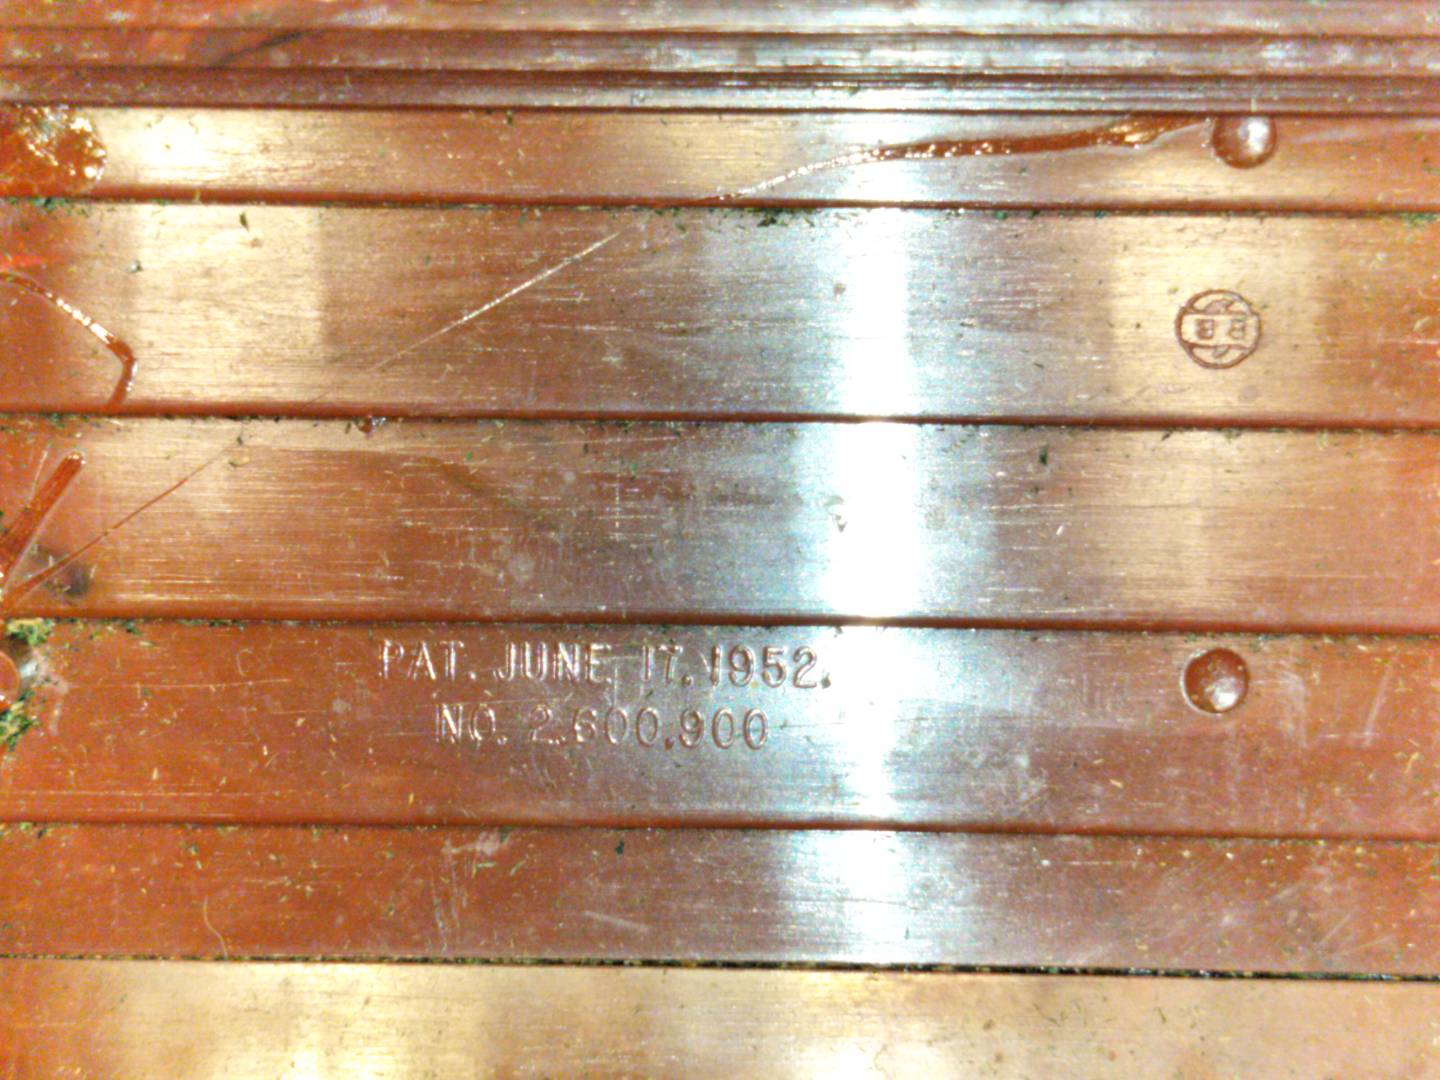 B B
PAT. JUNE 17, 1952.
NO. 2,600,900